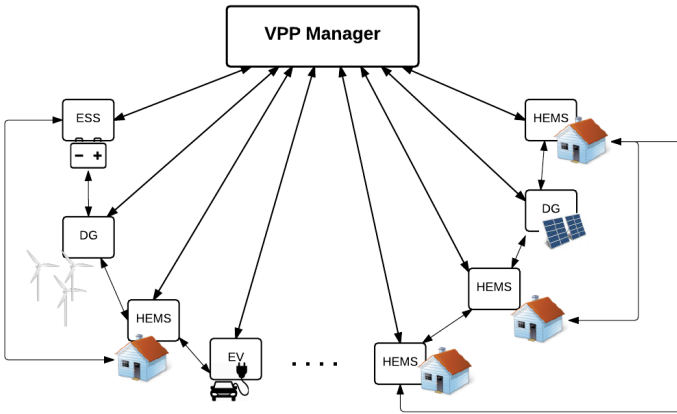 VPP Manager
ESS
HEMS
DG
DG
HEMS
HEMS
EV
....
HEMS